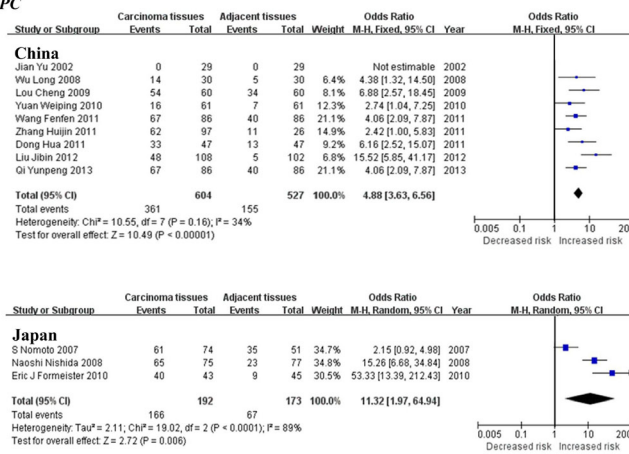 PC
Carcinoma tissues Adjacent tissues Odds Ratio Odds Ratio
Study or Subgroup Events Total Events Total Weight M-H, Fixed, 95% CI Year M-H, Fixed, 95% CI
China
Jian Yu 2002 0 29 0 29 Not estimable 2002
Wu Long 2008 14 30 5 30 6.4% 4.38 [1.32, 14.50] 2008
Lou Cheng 2009 54 60 34 60 8.1% 6.88 [2.57, 18.45] 2009
Yuan Weiping 2010 16 61 7 61 12.3% 2.74 [1.04, 7.25] 2010
Wang Fenfen 2011 67 86 40 86 21.1% 4.06 [2.09, 7.87] 2011
Zhang Huijin 2011 62 97 11 26 14.6% 2.42 [1.00, 5.83] 2011
Dong Hua 2011 33 47 13 47 9.2% 6.16 [2.52, 15.07] 2011
Liu Jibin 2012 48 108 5 102 7.2% 15.52 [5.85, 41.17] 2012
Qi Yunpeng 2013 67 86 40 86 21.1% 4.06 [2.09, 7.87] 2013
Total (95% CI) 604 527 100.0% 4.88 [3.63, 6.56]
Total events 361 155
Heterogeneity: Chi² = 10.55, df = 7 (P = 0.16); I² = 34%
Test for overall effect: Z = 10.49 (P < 0.00001)
0.005 0.1 1 10 20
Decreased risk Increased risk
Carcinoma tissues Adjacent tissues Odds Ratio Odds Ratio
Study or Subgroup Events Total Events Total Weight M-H, Random, 95% CI Year M-H, Random, 95% CI
Japan
S Nomoto 2007 61 74 35 51 34.7% 2.15 [0.92, 4.98] 2007
Naoshi Nishida 2008 65 75 23 77 34.8% 15.26 [6.68, 34.84] 2008
Eric J Formeister 2010 40 43 9 45 30.5% 53.33 [13.39, 212.43] 2010
Total (95% CI) 192 173 100.0% 11.32 [1.97, 64.94]
Total events 166 67
Heterogeneity: Tau² = 2.11; Chi² = 19.02, df = 2 (P < 0.0001); I² = 89%
Test for overall effect: Z = 2.72 (P = 0.006)
0.005 0.1 1 10
Decreased risk Increased risk